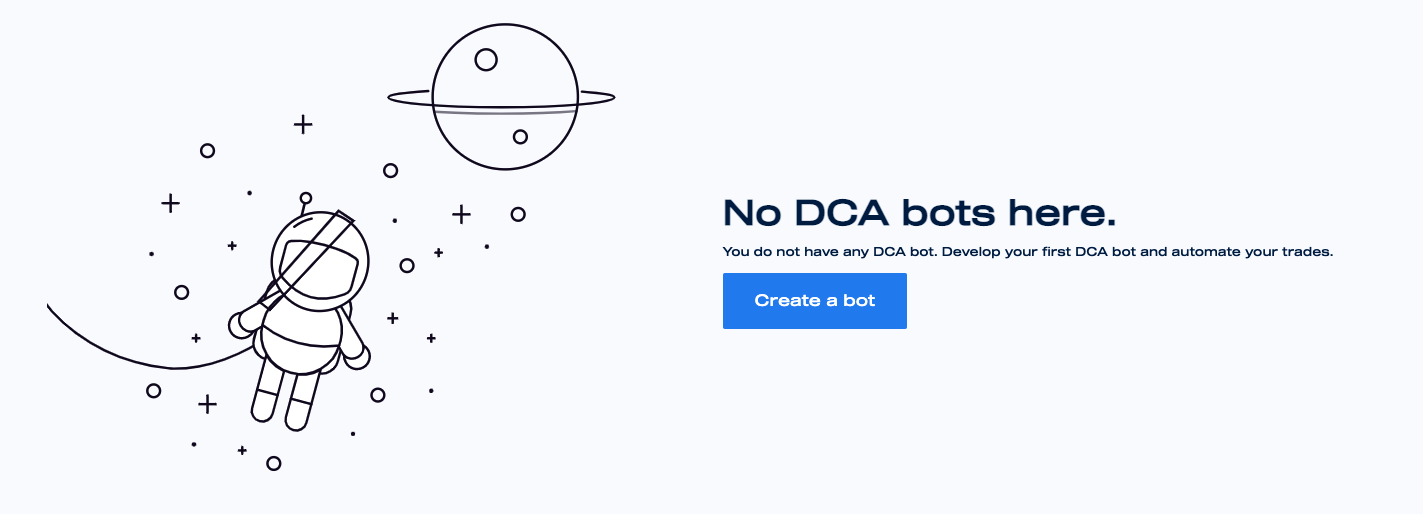 No DCA bots here.
You do not have any DCA bot. Develop your first DCA bot and automate your trades.
Create a bot